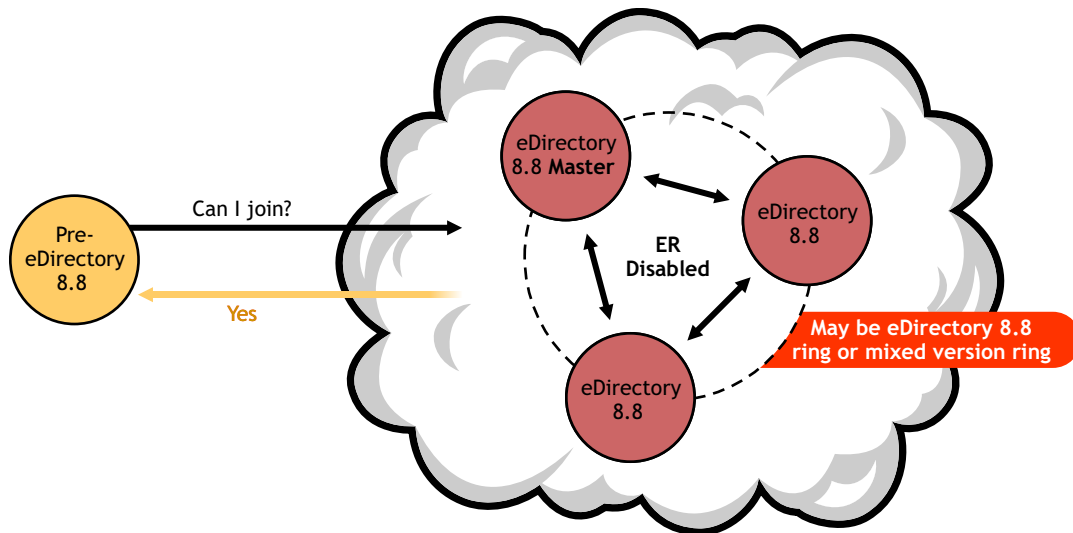 Pre-
eDirectory
8.8
Can I join?
Yes
eDirectory
8.8 Master
eDirectory
8.8
ER
Disabled
eDirectory
8.8
May be eDirectory 8.8
ring or mixed version ring